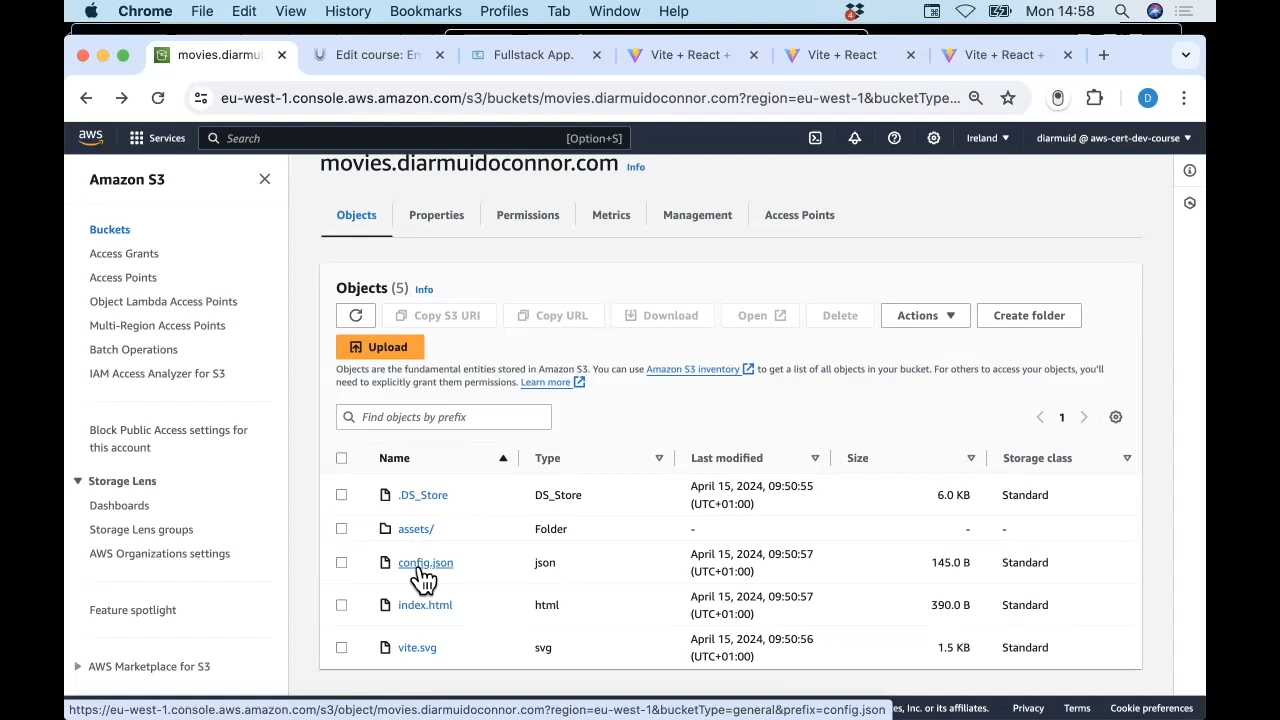 Chrome File Edit View History Bookmarks Profiles Tab Window Help 4 Mon 14:58
movies.diarmui Edit course: En Fullstack App. Vite + React + Vite + React Vite + React +
eu-west-1.console.aws.amazon.com/s3/buckets/movies.diarmuidoconnor.com?region=eu-west-1&bucketType... D
aws Services Search [Option+S] Ireland ▼ diarmuid @ aws-cert-dev-course ▼
Amazon S3
Buckets
Access Grants
Access Points
Object Lambda Access Points
Multi-Region Access Points
Batch Operations
IAM Access Analyzer for S3
Block Public Access settings for
this account
Storage Lens
Dashboards
Storage Lens groups
AWS Organizations settings
Feature spotlight
AWS Marketplace for S3
movies.diarmuidoconnor.com Info
Objects Properties Permissions Metrics Management Access Points
Objects (5) Info
Copy S3 URI Copy URL Download Open Delete Actions ▼ Create folder
Upload
Objects are the fundamental entities stored in Amazon S3. You can use Amazon S3 inventory to get a list of all objects in your bucket. For others to access your objects, you'll
need to explicitly grant them permissions. Learn more
Find objects by prefix
1
Name Type Last modified Size Storage class
.DS_Store DS_Store April 15, 2024, 09:50:55 (UTC+01:00) 6.0 KB Standard
assets/ Folder - - -
config.json json April 15, 2024, 09:50:57 (UTC+01:00) 145.0 B Standard
index.html html April 15, 2024, 09:50:57 (UTC+01:00) 390.0 B Standard
vite.svg svg April 15, 2024, 09:50:56 (UTC+01:00) 1.5 KB Standard
https://eu-west-1.console.aws.amazon.com/s3/object/movies.diarmuidoconnor.com?region=eu-west-1&bucketType=general&prefix=config.json es, Inc. or its affiliates. Privacy Terms Cookie preferences